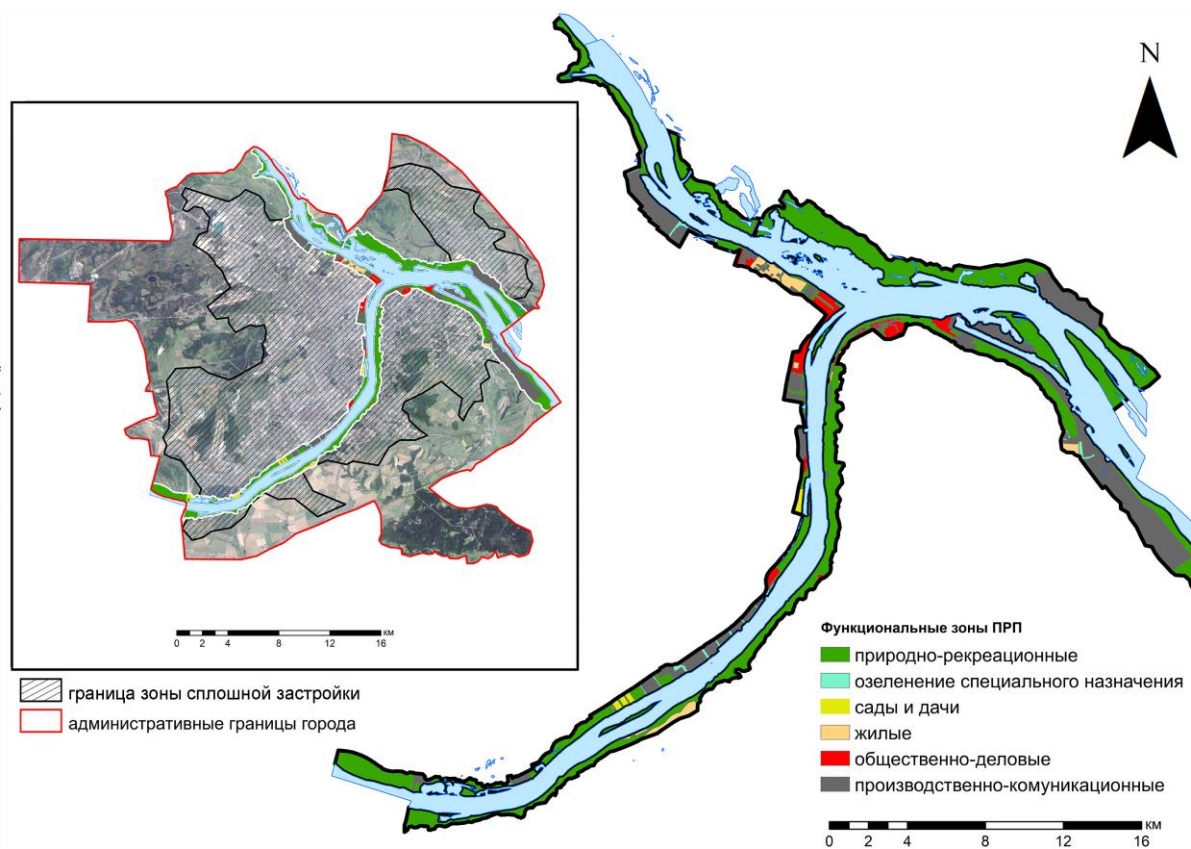 N
0 2 4 8 12 16 км
граница зоны сплошной застройки
административные границы города
Функциональные зоны ПРП
природно-рекреационные
озеленение специального назначения
сады и дачи
жилые
общественно-деловые
производственно-комуникационные
0 2 4 8 12 16 км